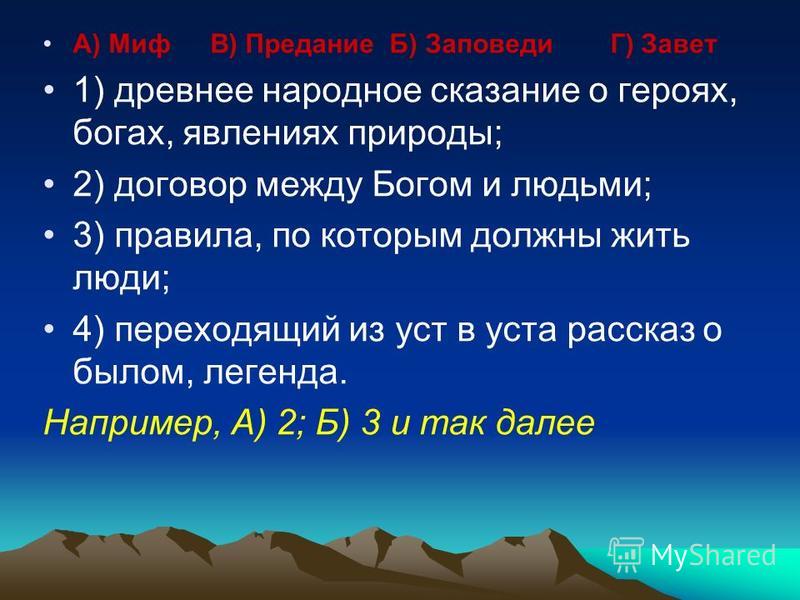 • А) Миф В) Предание Б) Заповеди Г) Завет
• 1) древнее народное сказание о героях,
богах, явлениях природы;
• 2) договор между Богом и людьми;
• 3) правила, по которым должны жить
люди;
• 4) переходящий из уст в уста рассказ о
былом, легенда.
Например, А) 2; Б) 3 и так далее
MyShared